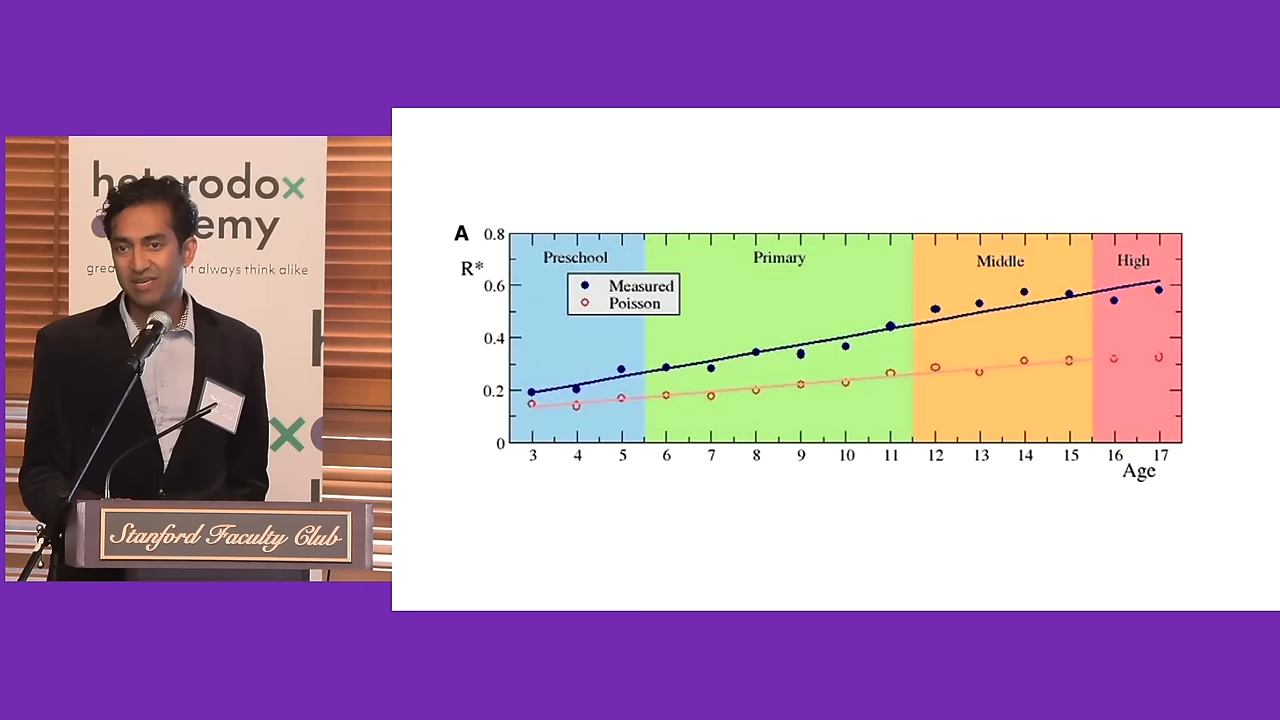 heterodox
emy
always think alike
Stanford Faculty Club
A
R*
0.8
0.6
0.4
0.2
0
Preschool
Primary
Middle
High
Measured
Poisson
3 4 5 6 7 8 9 10 11 12 13 14 15 16 17
Age